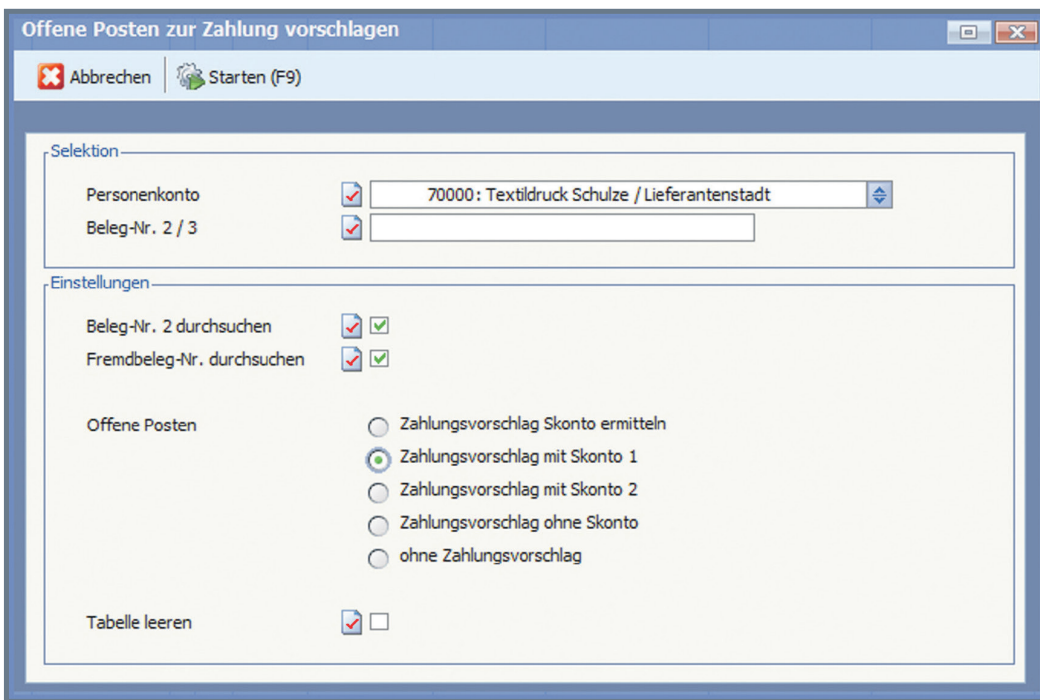 Offene Posten zur Zahlung vorschlagen
Abbrechen Starten (F9)
Selektion
Personenkonto 70000: Textildruck Schulze / Lieferantenstadt
Beleg-Nr. 2 / 3
Einstellungen
Beleg-Nr. 2 durchsuchen
Fremdbeleg-Nr. durchsuchen
Offene Posten Zahlungsvorschlag Skonto ermitteln
Zahlungsvorschlag mit Skonto 1
Zahlungsvorschlag mit Skonto 2
Zahlungsvorschlag ohne Skonto
ohne Zahlungsvorschlag
Tabelle leeren